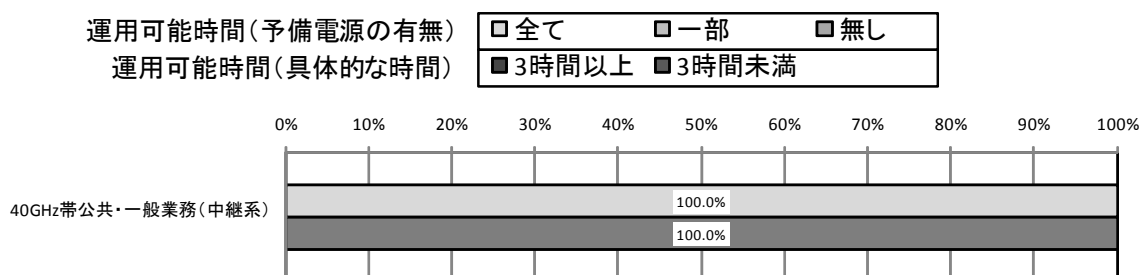 運用可能時間(予備電源の有無) 全て 一部 無し
運用可能時間(具体的な時間) 3時間以上 3時間未満
0% 10% 20% 30% 40% 50% 60% 70% 80% 90% 100%
100.0%
40GHz帯公共・一般業務(中継系)
100.0%